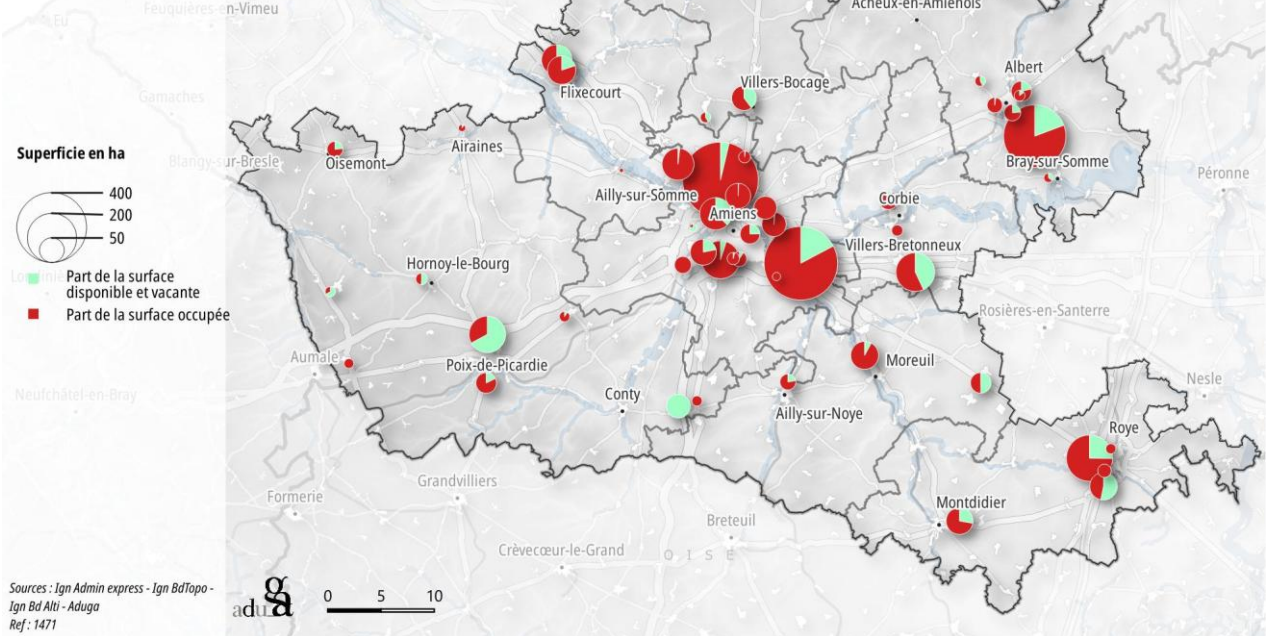 Feuquières-en-Vimeu
Acheux-en-Amiénois
Eu
Albert
Villers-Bocage
Flixecourt
Gamaches
Superficie en ha
Airaines
Blangy-sur-Bresle
Oisemont
Bray-sur-Somme
Péronne
400
200
50
Ailly-sur-Somme
Corbie
Amiens
Villers-Bretonneux
Hornoy-le-Bourg
Part de la surface
disponible et vacante
Part de la surface occupée
Rosières-en-Santerre
Aumale
Poix-de-Picardie
Moreuil
Nesle
Neufchâtel-en-Bray
Conty
Ailly-sur-Noye
Roye
Grandvilliers
Formerie
Montdidier
Breteuil
Crèvecœur-le-Grand
OISE
Sources : Ign Admin express - Ign BdTopo -
Ign Bd Alti - Aduga
Ref : 1471
aduga
0 5 10